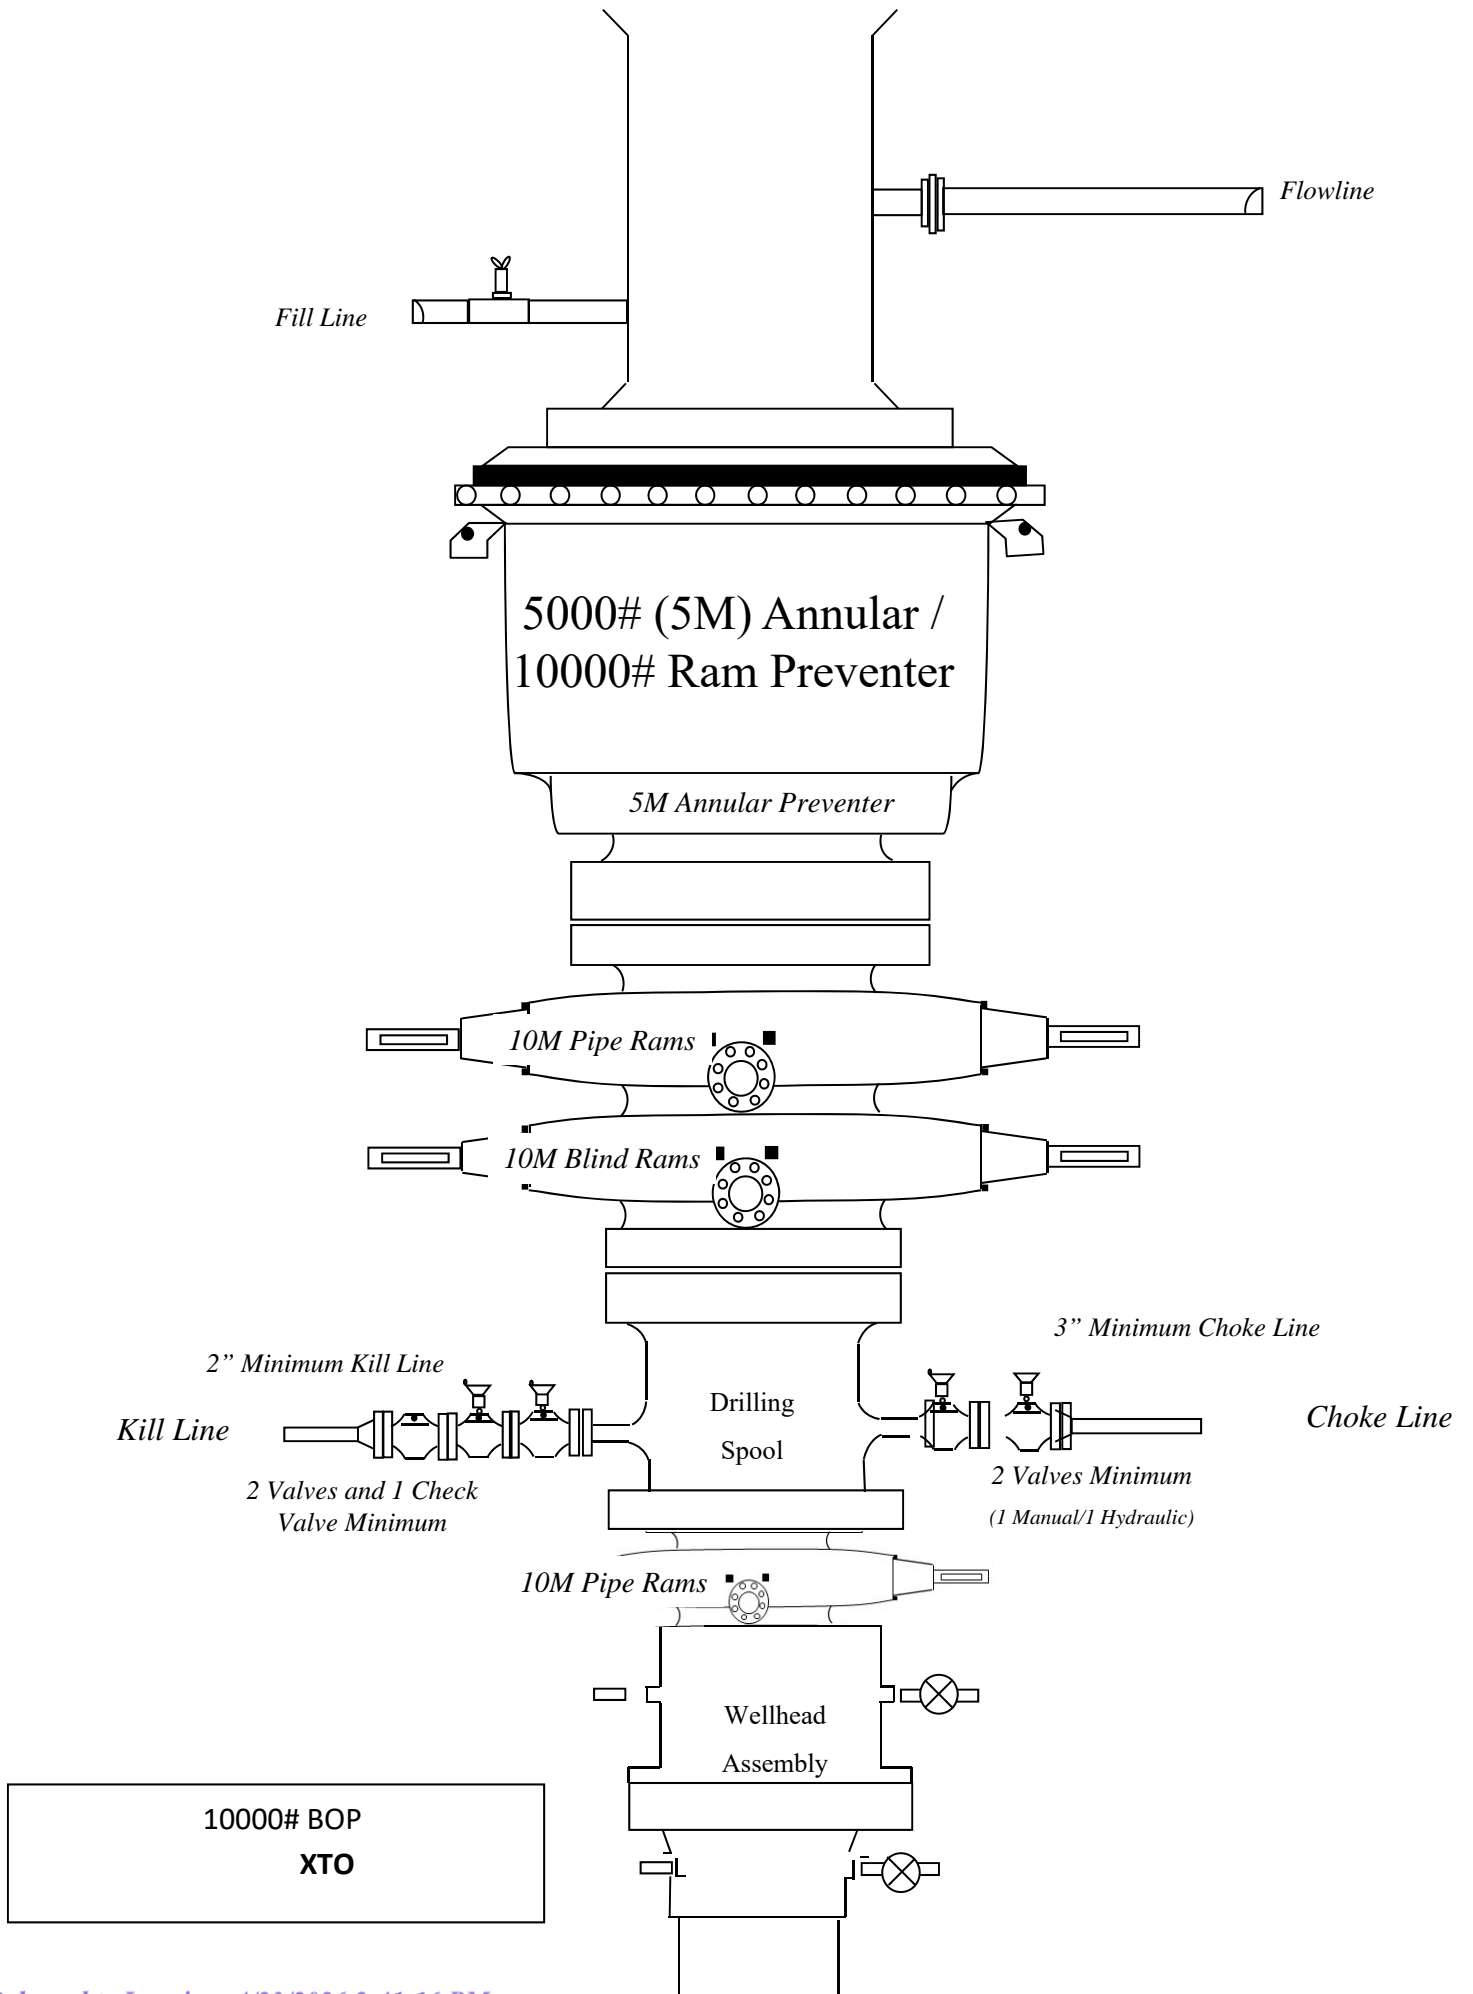 Flowline
Fill Line
5000# (5M) Annular /
10000# Ram Preventer
5M Annular Preventer
10M Pipe Rams
10M Blind Rams
3” Minimum Choke Line
2” Minimum Kill Line
Drilling
Spool
Kill Line
Choke Line
2 Valves and 1 Check
Valve Minimum
2 Valves Minimum
(1 Manual/1 Hydraulic)
10M Pipe Rams
Wellhead
Assembly
10000# BOP
XTO